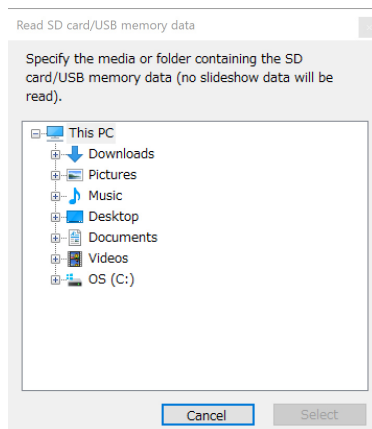 Read SD card/USB memory data
Specify the media or folder containing the SD
card/USB memory data (no slideshow data will be
read).
This PC
Downloads
Pictures
Music
Desktop
Documents
Videos
OS (C:)
Cancel Select